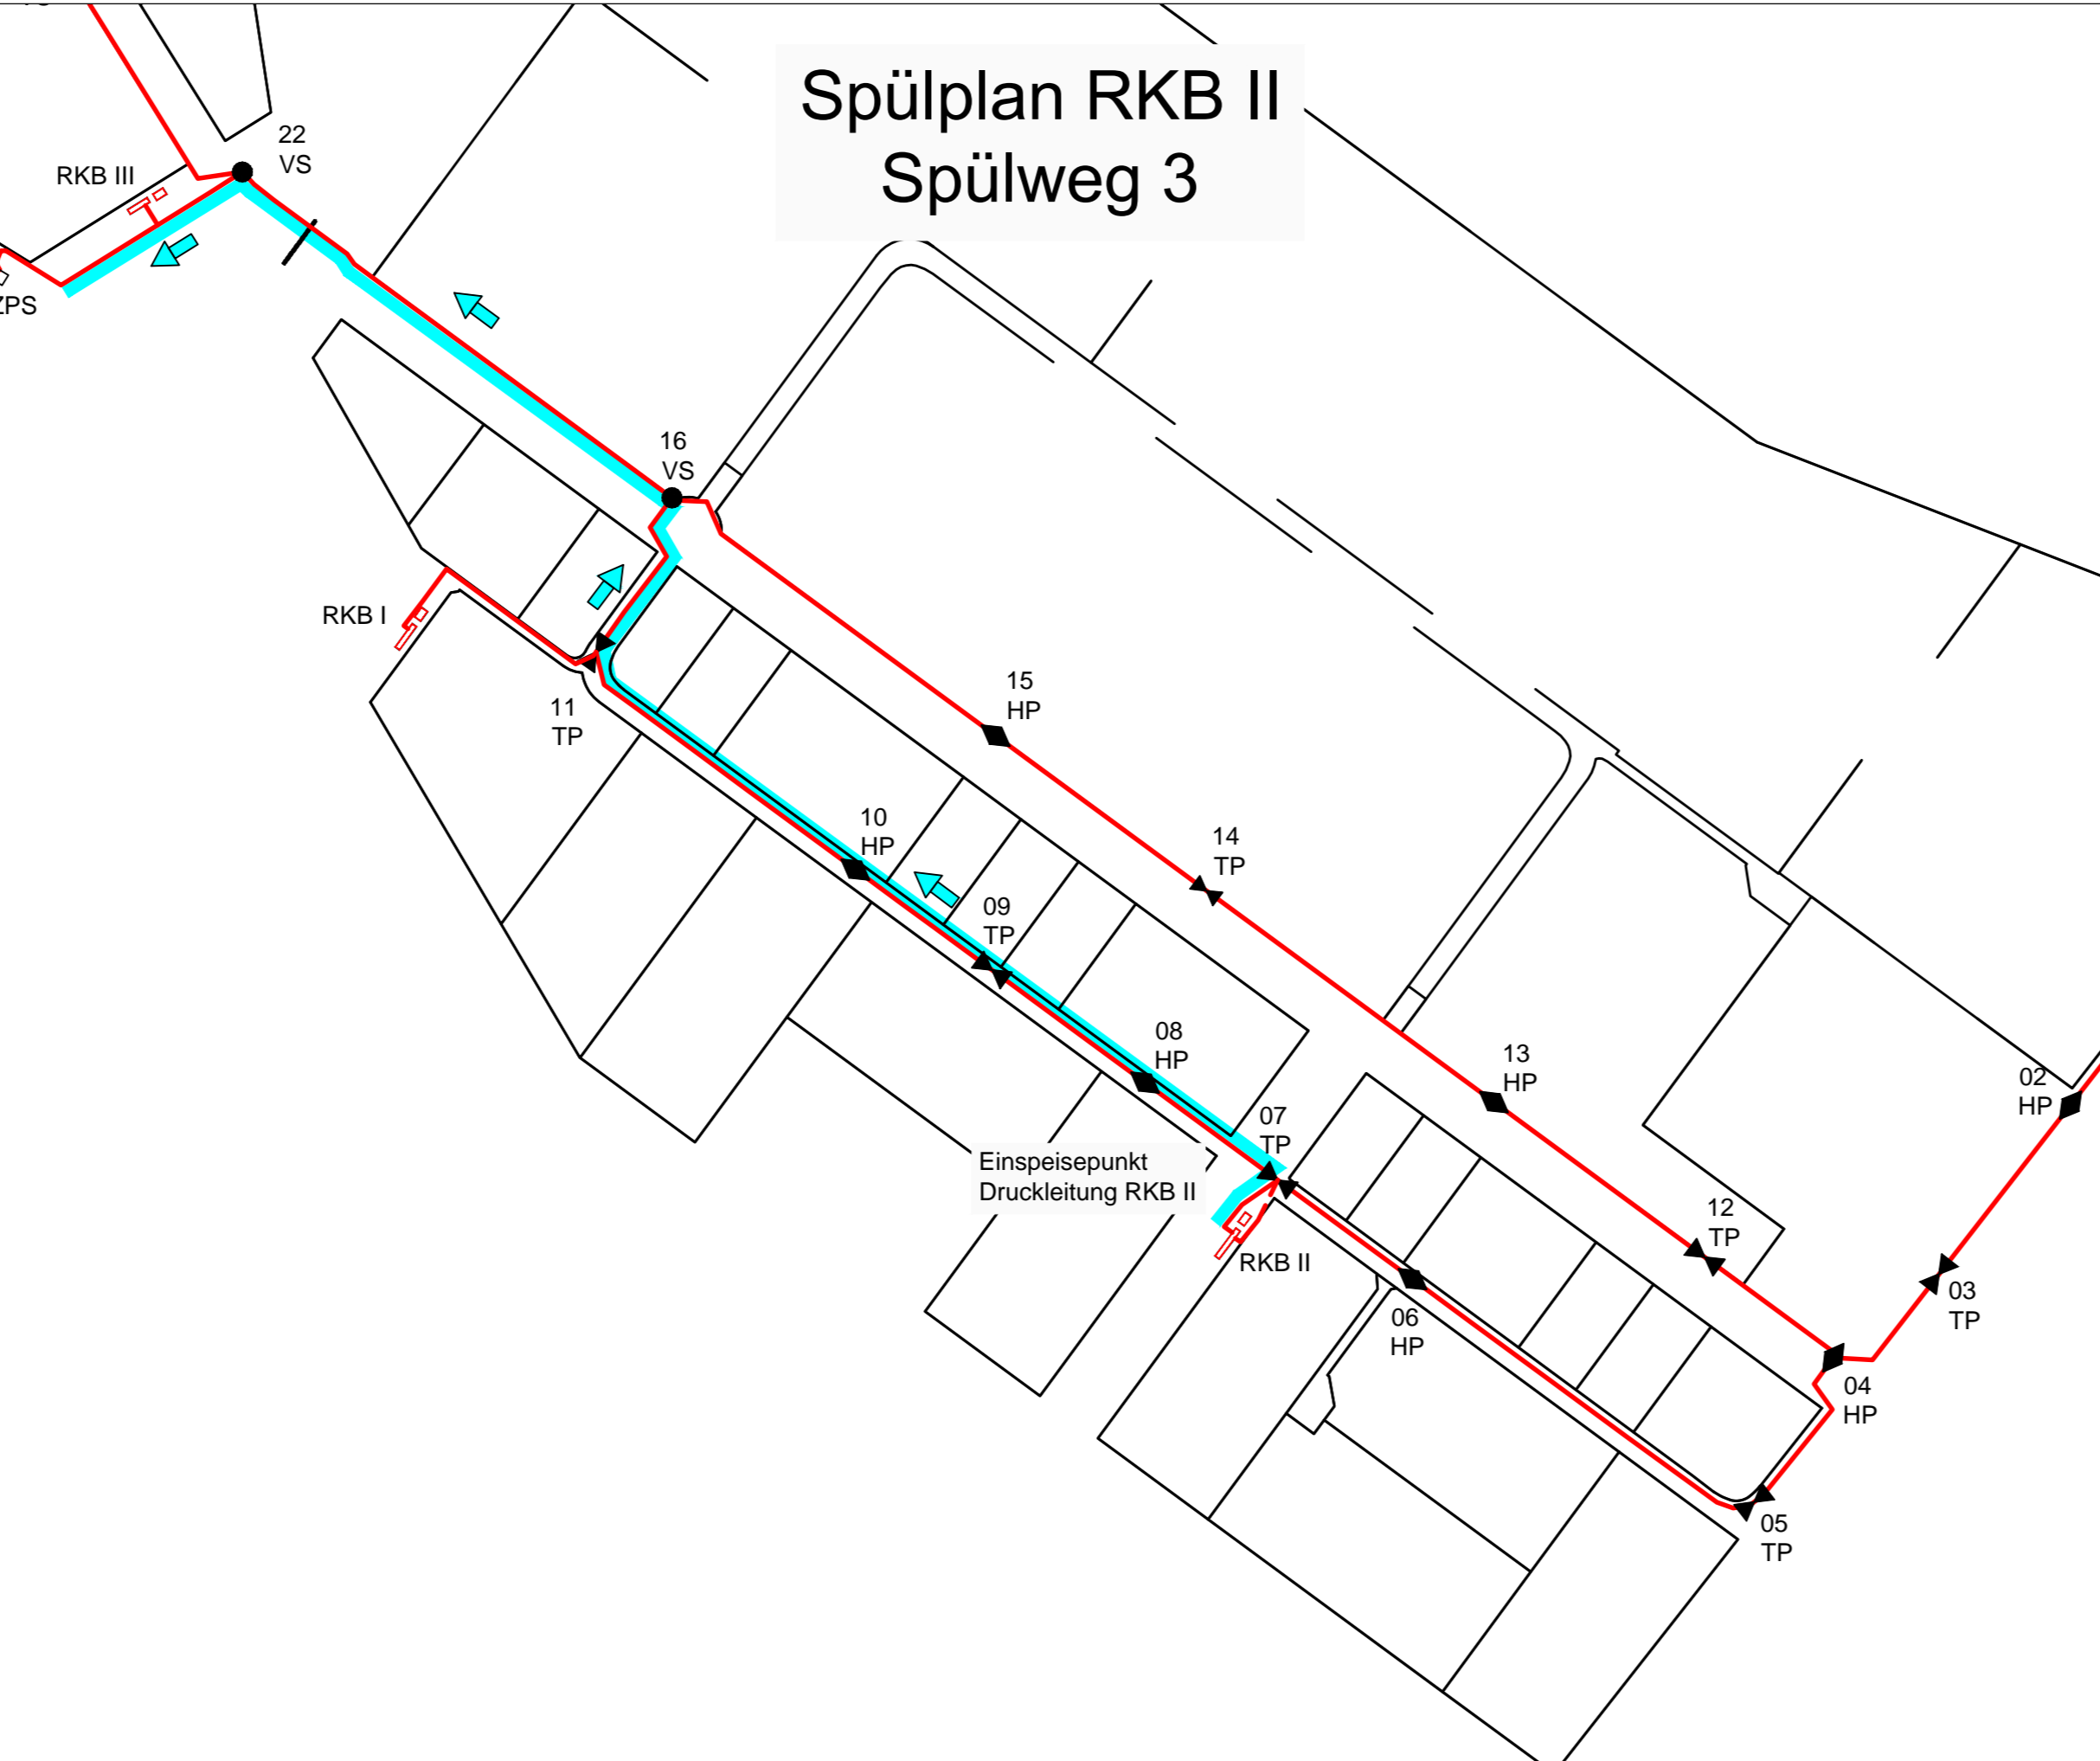 Spülplan RKB II
Spülweg 3
22
VS
RKB III
ZPS
16
VS
RKB I
11
TP
15
HP
10
HP
14
TP
09
TP
08
HP
13
HP
02
HP
07
TP
Einspeisepunkt
Druckleitung RKB II
RKB II
12
TP
03
TP
06
HP
04
HP
05
TP